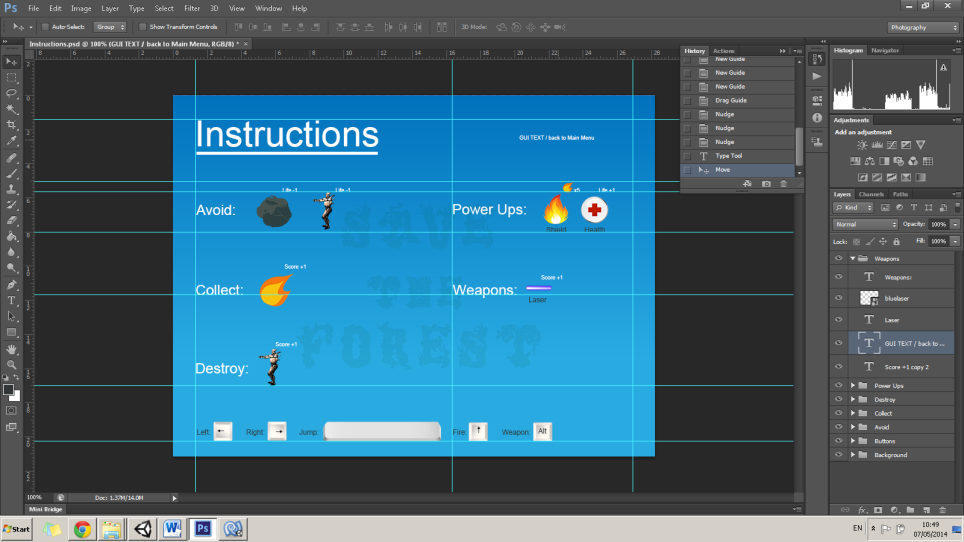 Ps File Edit Image Layer Type Select Filter 3D View Window Help
Auto-Select: Group Show Transform Controls 3D Mode: Photography
Instructions.psd @ 100% (GUI TEXT / back to Main Menu, RGB/8) *
History Actions
New Guide
New Guide
New Guide
Drag Guide
Nudge
Nudge
Nudge
Type Tool
Move
Histogram Navigator
Adjustments
Add an adjustment
Layers Channels Paths
Kind
Normal Opacity: 100%
Lock: Fill: 100%
Weapons
Weapons:
bluelaser
Laser
GUI TEXT / back to ...
Score +1 copy 2
Power Ups
Destroy
Collect
Avoid
Buttons
Background
Instructions
GUI TEXT / back to Main Menu
Life -1 Life -1
Avoid:
x5 Life +1
Power Ups:
Shield Health
SAVE
THE
FOREST
Score +1
Collect:
Score +1
Weapons:
Laser
Score +1
Destroy:
Left: Right: Jump: Fire: Weapon: Alt
100% Doc: 1.37M/14.0M
Mini Bridge
Start EN 10:49
07/05/2014